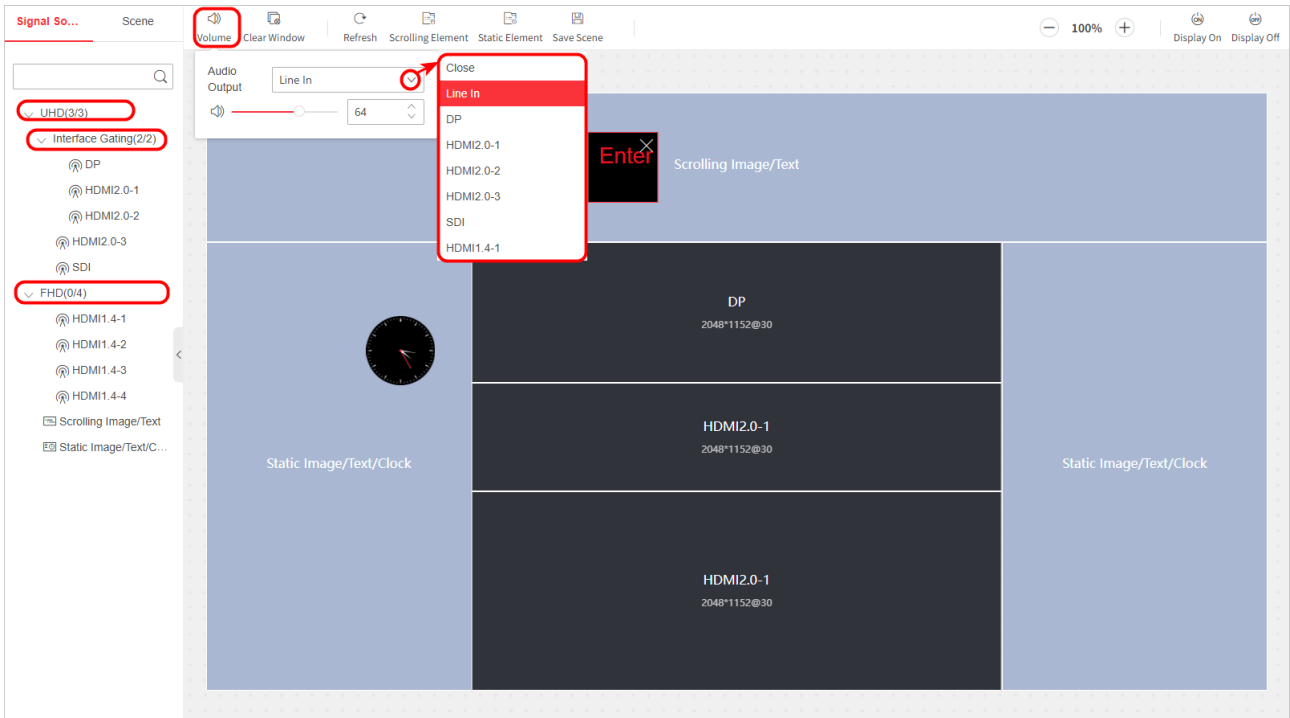 Signal So...
Scene
Volume
Clear Window
Refresh
Scrolling Element
Static Element
Save Scene
100%
ON
Display On
OFF
Display Off
Audio
Output
Line In
64
Close
Line In
DP
HDMI2.0-1
HDMI2.0-2
HDMI2.0-3
SDI
HDMI1.4-1
UHD(3/3)
Interface Gating(2/2)
DP
HDMI2.0-1
HDMI2.0-2
HDMI2.0-3
SDI
FHD(0/4)
HDMI1.4-1
HDMI1.4-2
HDMI1.4-3
HDMI1.4-4
Scrolling Image/Text
Static Image/Text/C...
Enter
Scrolling Image/Text
DP
2048*1152@30
HDMI2.0-1
2048*1152@30
Static Image/Text/Clock
Static Image/Text/Clock
HDMI2.0-1
2048*1152@30